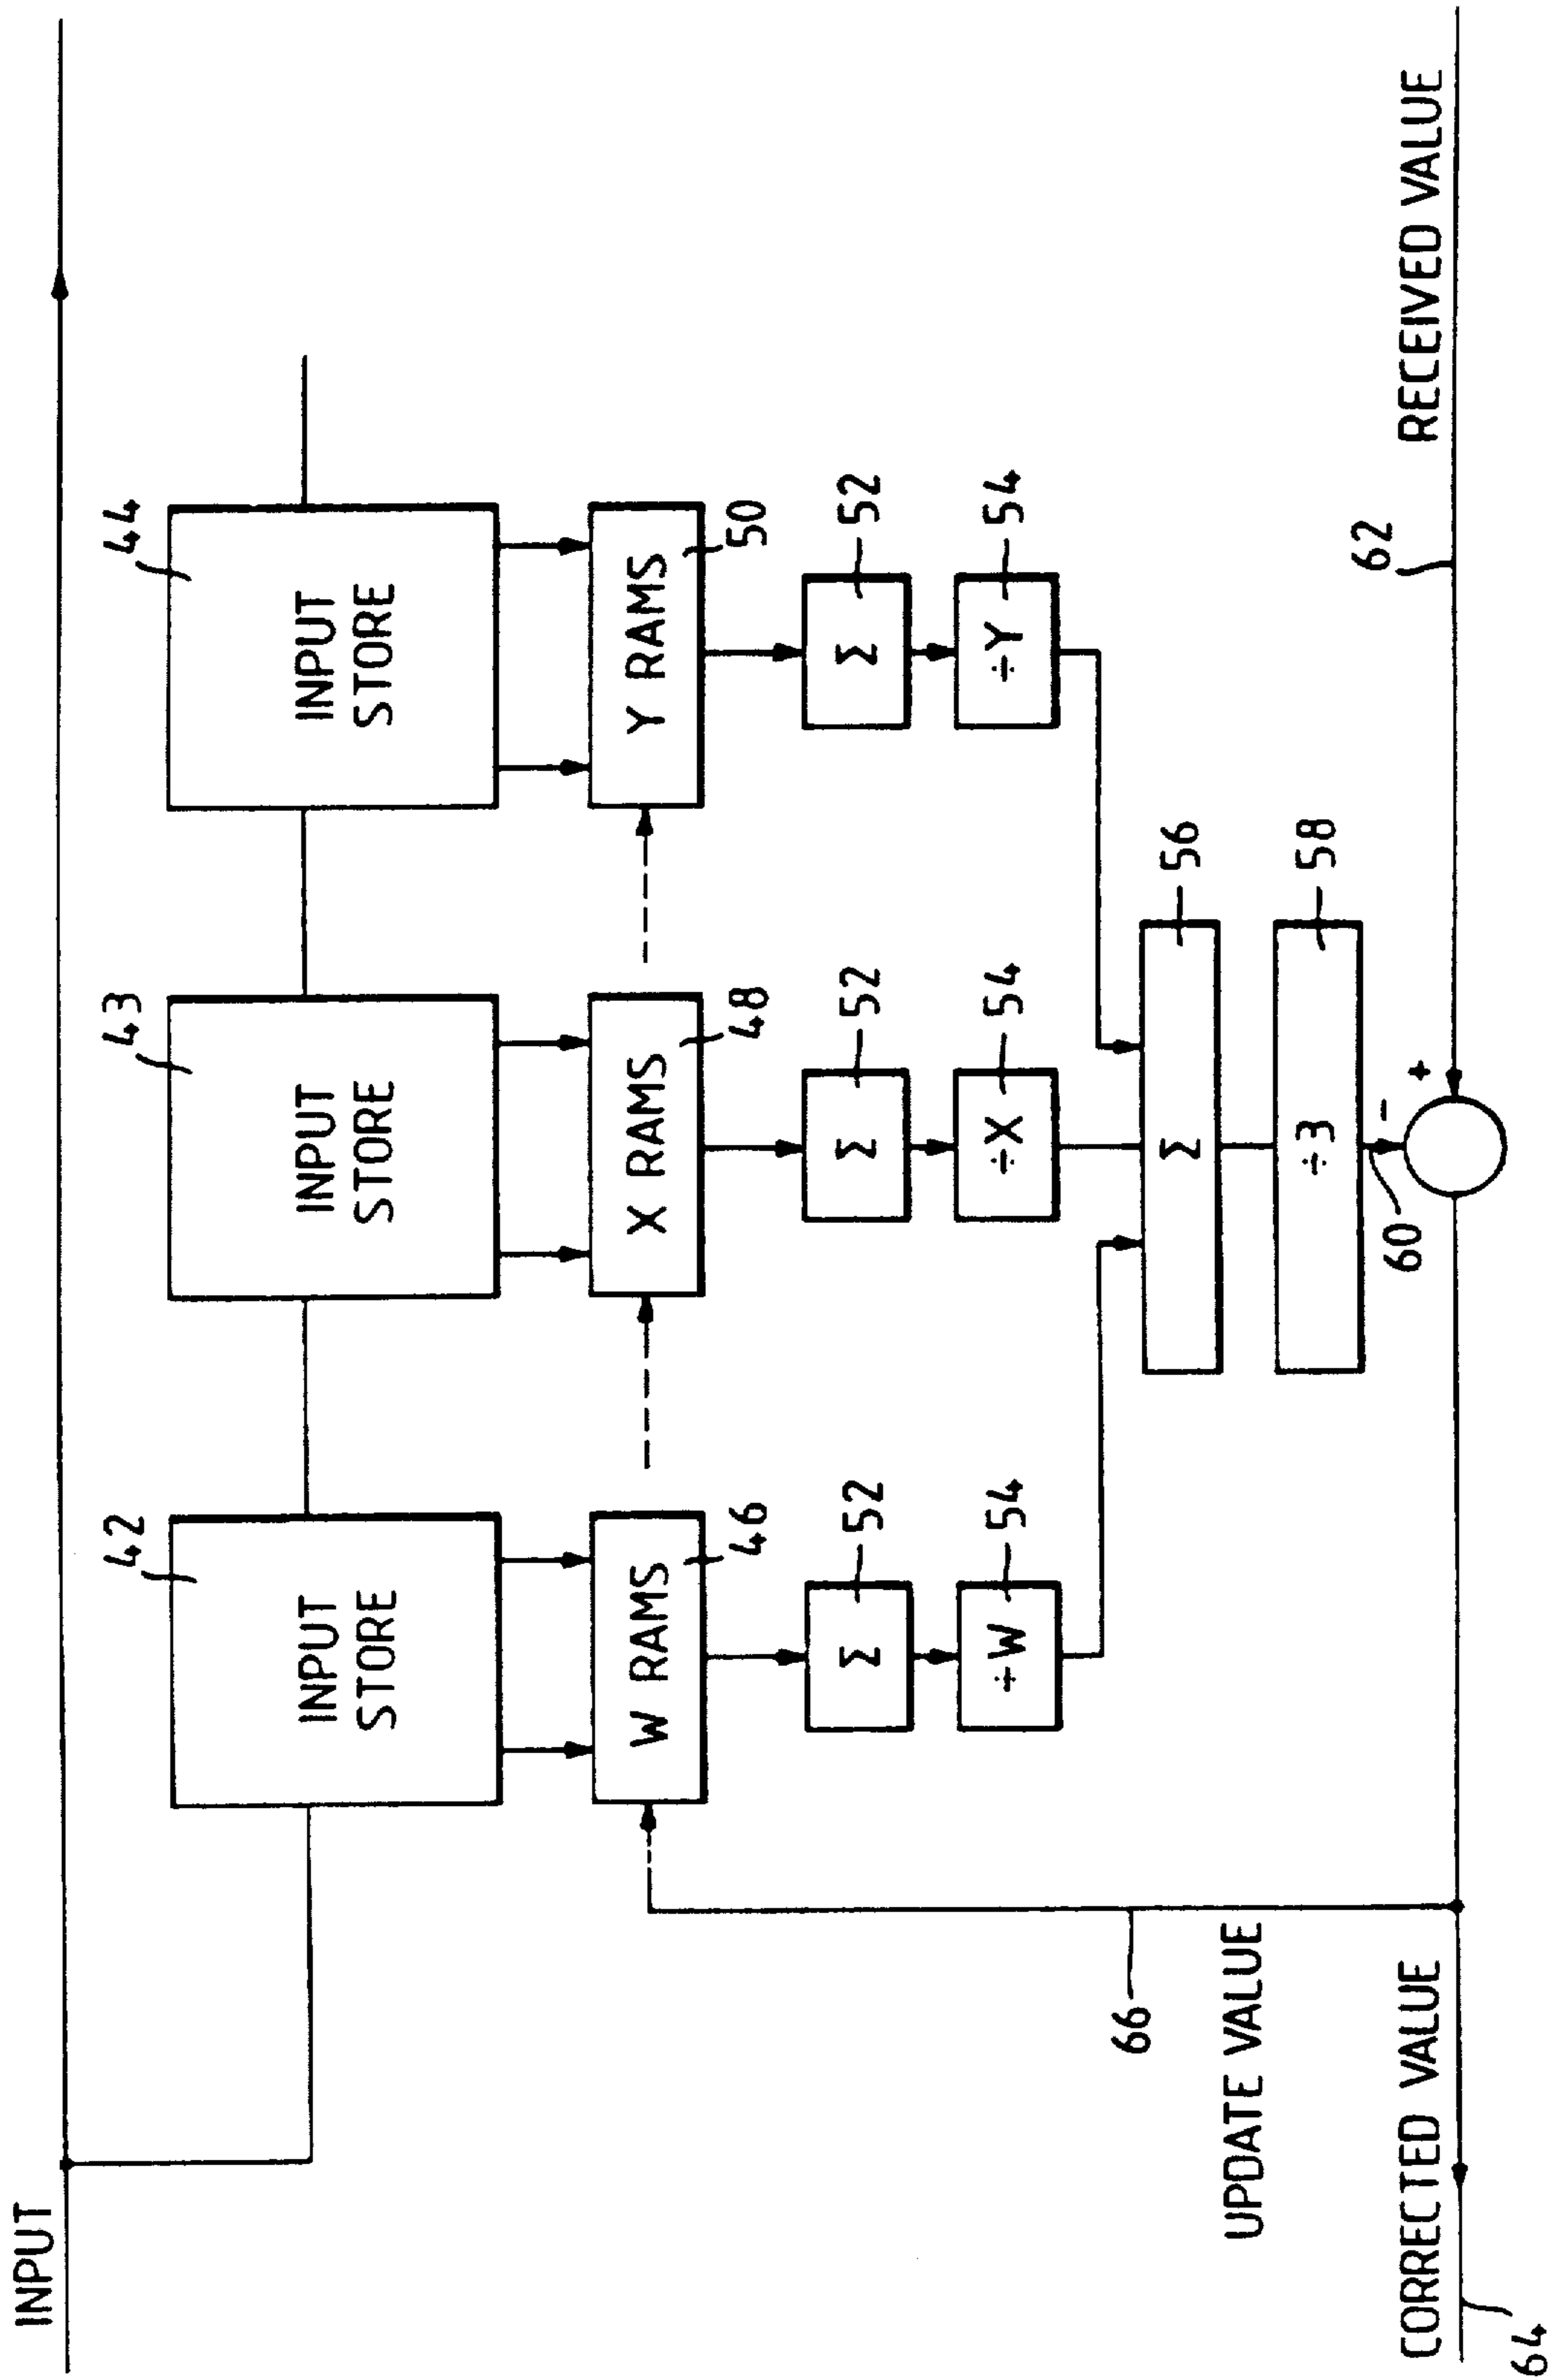 INPUT
42
43
44
INPUT
STORE
INPUT
STORE
INPUT
STORE
W RAMS
X RAMS
Y RAMS
46
48
50
Σ
Σ
Σ
52
52
52
÷W
÷X
÷Y
54
54
54
66
Σ
56
UPDATE VALUE
÷3
58
60
-
+
62
CORRECTED VALUE
RECEIVED VALUE
64